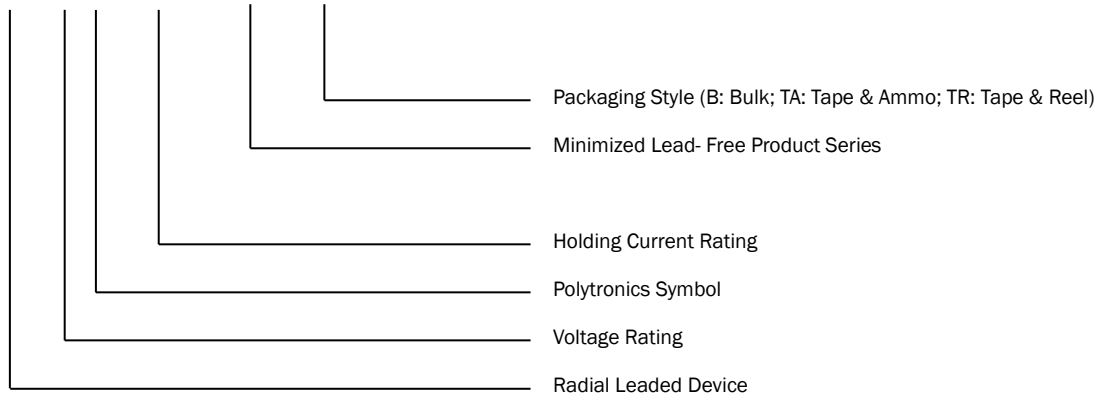 Packaging Style (B: Bulk; TA: Tape & Ammo; TR: Tape & Reel)
Minimized Lead- Free Product Series
Holding Current Rating
Polytronics Symbol
Voltage Rating
Radial Leaded Device